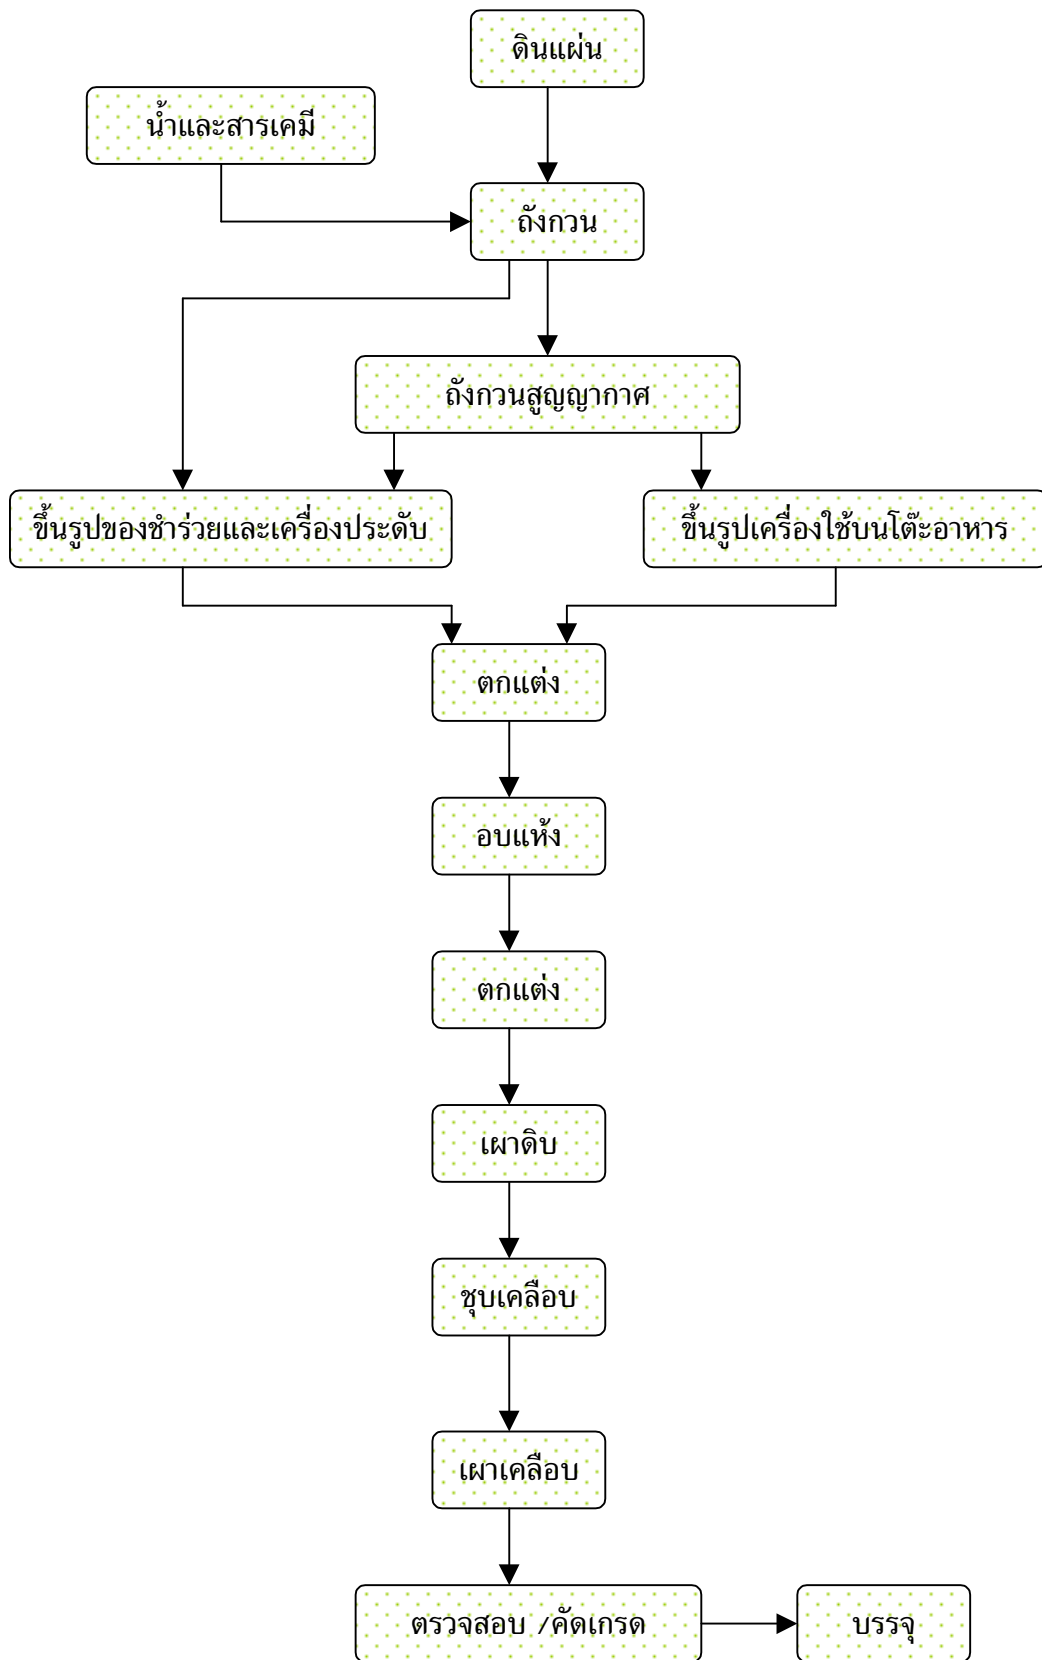 ดินแผ่น
น้ำและสารเคมี
ถังกวน
ถังกวนสูญญากาศ
ขึ้นรูปของชำร่วยและเครื่องประดับ
ขึ้นรูปเครื่องใช้บนโต๊ะอาหาร
ตกแต่ง
อบแห้ง
ตกแต่ง
เผาดิบ
ชุบเคลือบ
เผาเคลือบ
ตรวจสอบ /คัดเกรด
บรรจุ